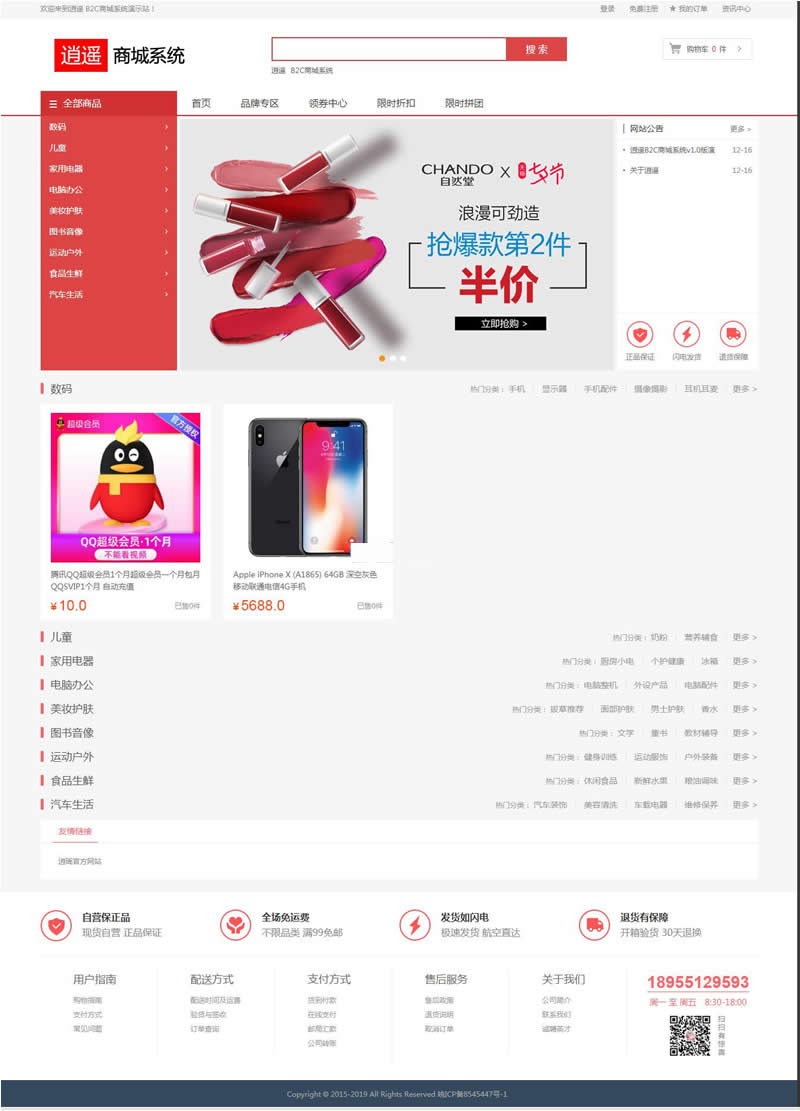 欢迎来到逍遥 B2C商城系统演示站！
登录 免费注册 ★ 我的订单 资讯中心
逍遥 商城系统
搜索
购物车 0 件 >
逍遥 B2C商城系统
全部商品 首页 品牌专区 领券中心 限时折扣 限时拼团
数码 >
儿童 >
家用电器 >
电脑办公 >
美妆护肤 >
图书音像 >
运动户外 >
食品生鲜 >
汽车生活 >
CHANDO 自然堂 X 天猫 七夕节
浪漫可劲造
抢爆款第2件
半价
立即抢购 >
网站公告 更多 >
逍遥B2C商城系统v1.0版演 12-16
关于逍遥 12-16
正品保证 闪电发货 退货保障
数码 热门分类： 手机 显示器 手机配件 摄像摄影 耳机耳麦 更多 >
超级会员
官方授权
QQ超级会员·1个月
不能看视频
9:41
腾讯QQ超级会员1个月超级会员一个月包月
QQSVIP1个月 自动充值
¥10.0 已售0件
Apple iPhone X (A1865) 64GB 深空灰色
移动联通电信4G手机
¥5688.0 已售0件
儿童 热门分类： 奶粉 营养辅食 更多 >
家用电器 热门分类： 厨房小电 个护健康 冰箱 更多 >
电脑办公 热门分类： 电脑整机 外设产品 电脑配件 更多 >
美妆护肤 热门分类： 拔草推荐 面部护肤 男士护肤 香水 更多 >
图书音像 热门分类： 文学 童书 教材辅导 更多 >
运动户外 热门分类： 健身训练 运动服饰 户外装备 更多 >
食品生鲜 热门分类： 休闲食品 新鲜水果 粮油调味 更多 >
汽车生活 热门分类： 汽车装饰 美容清洗 车载电器 维修保养 更多 >
友情链接
逍遥官方网站
自营保正品
现货自营 正品保证
全场免运费
不限品类 满99免邮
发货如闪电
极速发货 航空直达
退货有保障
开箱验货 30天退换
用户指南
购物指南
支付方式
常见问题
配送方式
配送时间及运费
验货与签收
订单查询
支付方式
货到付款
在线支付
邮局汇款
公司转账
售后服务
售后政策
退货说明
取消订单
关于我们
公司简介
联系我们
诚聘英才
18955129593
周一 至 周五 8:30-18:00
扫扫有惊喜
Copyright © 2015-2019 All Rights Reserved 皖ICP备8545447号-1